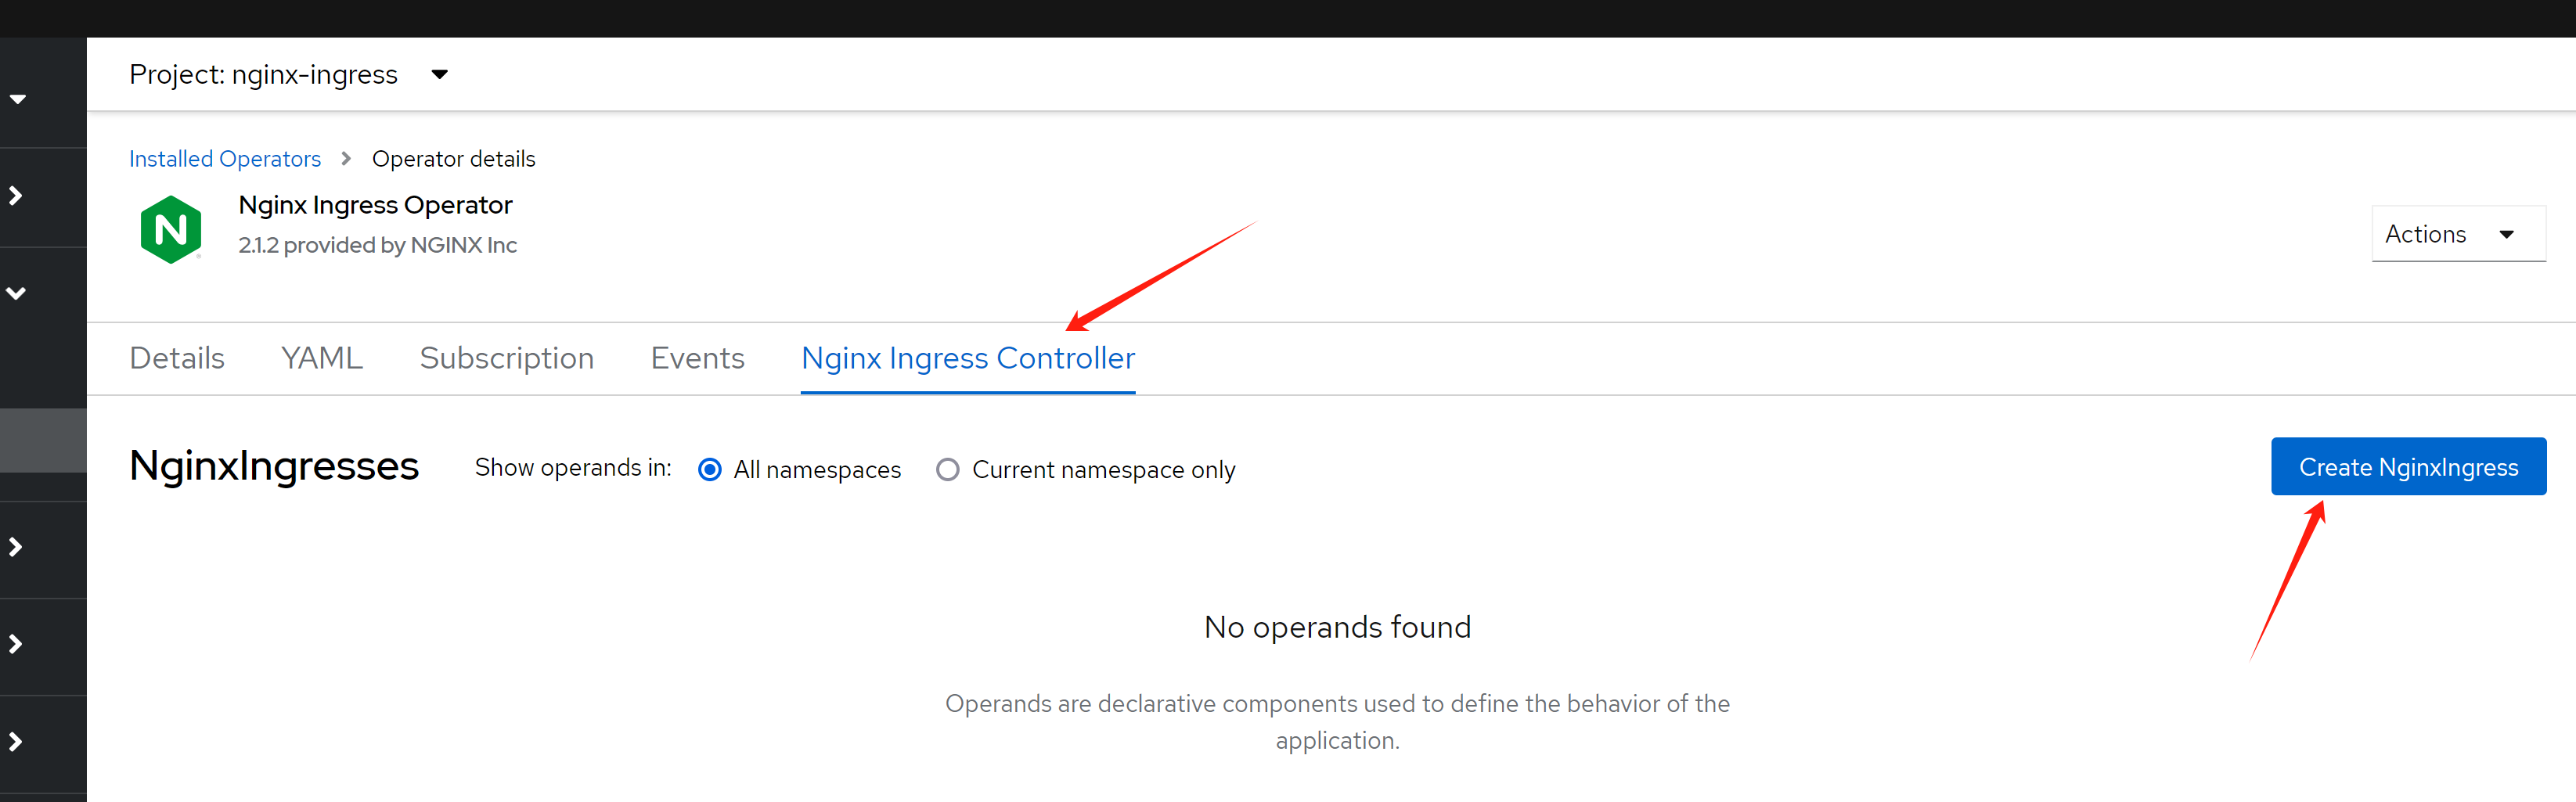 Project: nginx-ingress
Installed Operators
Operator details
N
Nginx Ingress Operator
2.1.2 provided by NGINX Inc
Actions
Details
YAML
Subscription
Events
Nginx Ingress Controller
NginxIngresses
Show operands in:
All namespaces
Current namespace only
Create NginxIngress
No operands found
Operands are declarative components used to define the behavior of the
application.